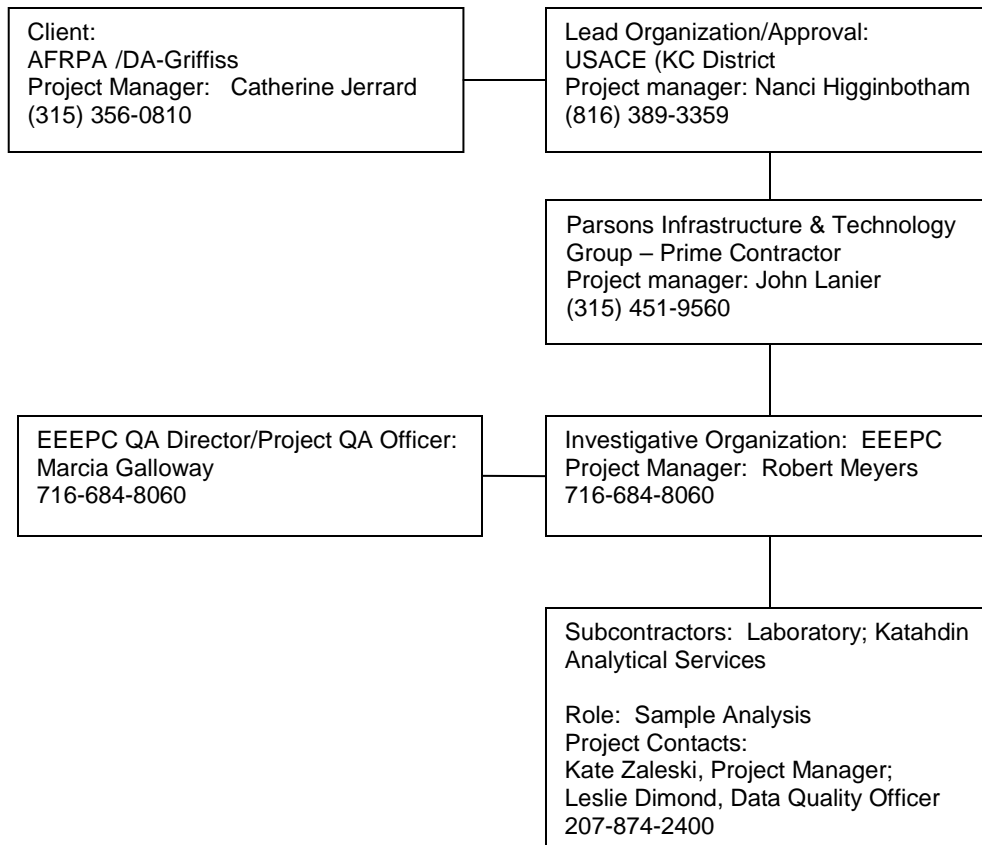 Client:
AFRPA /DA-Griffiss
Project Manager:   Catherine Jerrard
(315) 356-0810
Lead Organization/Approval:
USACE (KC District
Project manager: Nanci Higginbotham
(816) 389-3359
Parsons Infrastructure & Technology
Group – Prime Contractor
Project manager: John Lanier
(315) 451-9560
EEEPC QA Director/Project QA Officer:
Marcia Galloway
716-684-8060
Investigative Organization:  EEEPC
Project Manager:  Robert Meyers
716-684-8060
Subcontractors:  Laboratory; Katahdin
Analytical Services
Role:  Sample Analysis
Project Contacts:
Kate Zaleski, Project Manager;
Leslie Dimond, Data Quality Officer
207-874-2400